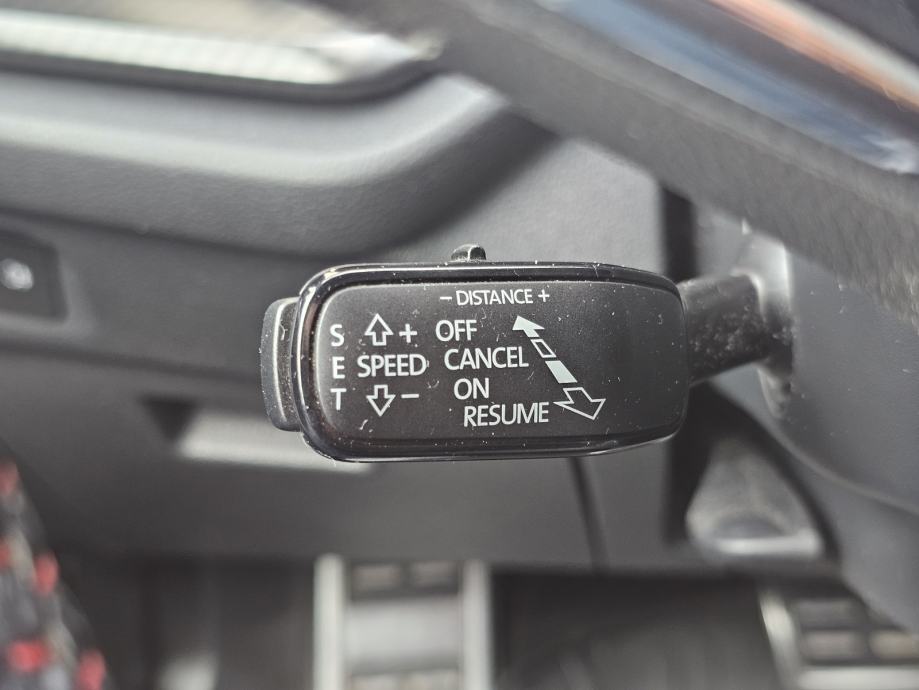 – DISTANCE +
S + OFF
E SPEED CANCEL
T – ON
RESUME